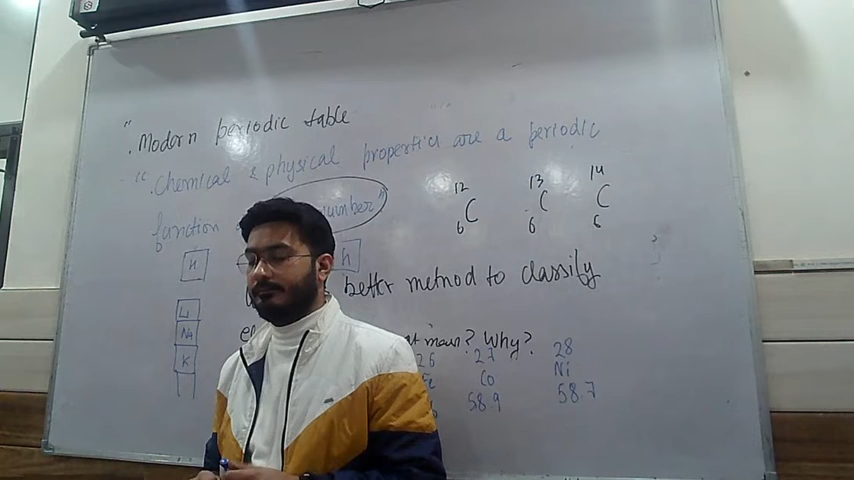 "Modern periodic table
".Chemical & physical properties are a periodic
function number"
12 C 6
13 C 6
14 C 6
H
better method to classify
Why?
Li
Na
K
26 27 28
Co Ni
58.9 58.7